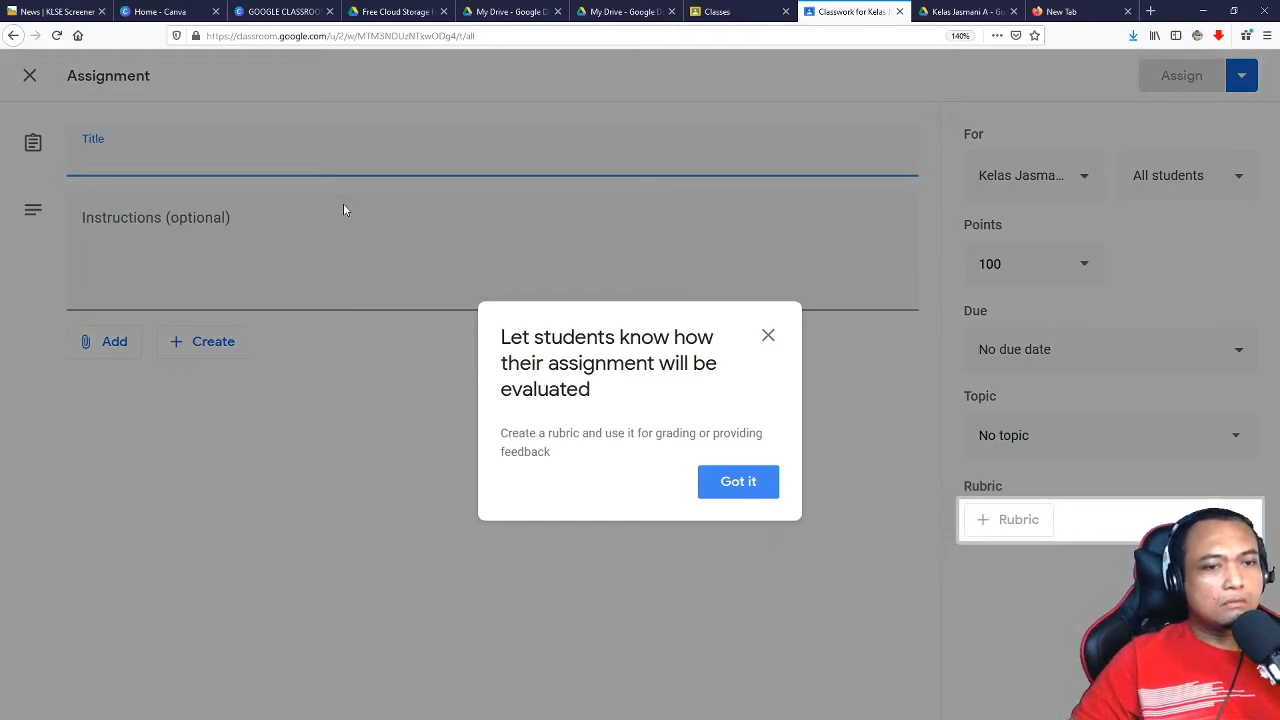 News | KLSE Screener
Home - Canva
GOOGLE CLASSROO
Free Cloud Storage
My Drive - Google D
My Drive - Google D
Classes
Classwork for Kelas J
Kelas Jasmani A - Go
New Tab
https://classroom.google.com/u/2/w/MTM3NDUzNTkwODg4/t/all
140%
Assignment
Assign
Title
Instructions (optional)
Add
Create
For
Kelas Jasma...
All students
Points
100
Due
No due date
Topic
No topic
Rubric
Rubric
Let students know how
their assignment will be
evaluated
Create a rubric and use it for grading or providing
feedback
Got it